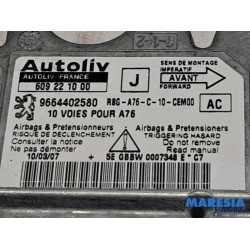 Autoliv
AUTOLIV FRANCE
609 22 10 00
J
SENS DE MONTAGE
IMPERATIF
AVANT
FORWARD
9664402580
R8G-A76-C-10-CEM00
AC
10 VOIES POUR A76
Airbags & Pretensionneurs
RISQUE DE DECLENCHEMENT
Consulter la notice
Ne pas démonter
Airbags & Pretensioners
TRIGGERING HAZARD
Read the manual
Do not remove
10/03/07 + 5E GBBW 0007348 E * C7
MARESIA